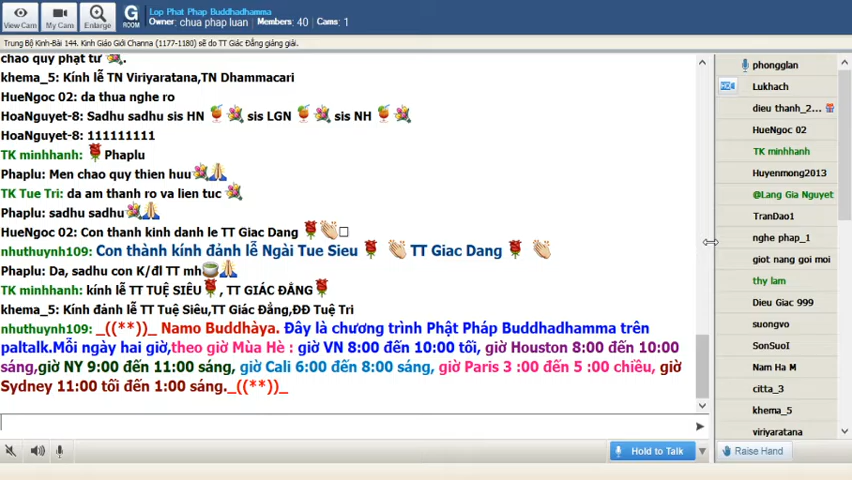 View Cam
My Cam
Enlarge
G
ROOM
Lop Phat Phap Buddhadhamma
Owner: chua phap luan Members: 40 Cams: 1
Trung Bộ Kinh-Bài 144. Kinh Giáo Giới Channa (1177-1180) sẽ do TT Giác Đẳng giảng giải.
chao quy phật tử
khema_5: Kính lễ TN Viriyaratana,TN Dhammacari
HueNgoc 02: da thua nghe ro
HoaNguyet-8: Sadhu sadhu sis HN sis LGN sis NH
HoaNguyet-8: 111111111
TK minhhanh: Phaplu
Phaplu: Men chao quy thien huu
TK Tue Tri: da am thanh ro va lien tuc
Phaplu: sadhu sadhu
HueNgoc 02: Con thanh kinh danh le TT Giac Dang
nhuthuynh109: Con thành kính đảnh lễ Ngài Tue Sieu TT Giac Dang
Phaplu: Da, sadhu con K/đl TT mh
TK minhhanh: kính lễ TT TUỆ SIÊU , TT GIÁC ĐẲNG
khema_5: Kính đảnh lễ TT Tuệ Siêu,TT Giác Đẳng,ĐĐ Tuệ Trí
nhuthuynh109: _((**))_ Namo Buddhàya. Đây là chương trình Phật Pháp Buddhadhamma trên
paltalk.Mỗi ngày hai giờ,theo giờ Mùa Hè : giờ VN 8:00 đến 10:00 tối, giờ Houston 8:00 đến 10:00
sáng,giờ NY 9:00 đến 11:00 sáng, giờ Cali 6:00 đến 8:00 sáng, giờ Paris 3 :00 đến 5 :00 chiều, giờ
Sydney 11:00 tối đến 1:00 sáng._((**))_
Hold to Talk
phongglan
Lukhach
dieu thanh_2...
HueNgoc 02
TK minhhanh
Huyenmong2013
@Lang Gia Nguyet
TranDao1
nghe phap_1
giot nang goi moi
thy lam
Dieu Giac 999
suongvo
SonSuoI
Nam Ha M
citta_3
khema_5
viriyaratana
Raise Hand